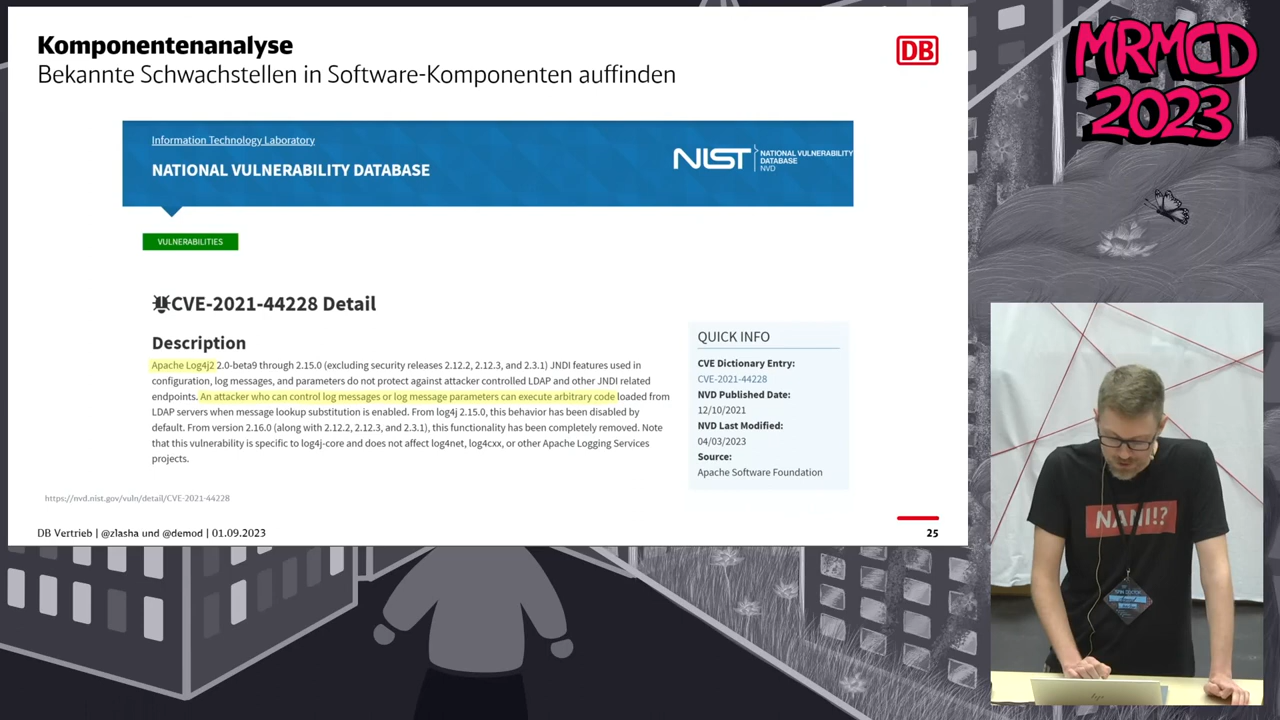 Komponentenanalyse
Bekannte Schwachstellen in Software-Komponenten auffinden
DB
Information Technology Laboratory
NATIONAL VULNERABILITY DATABASE
NIST
NATIONAL VULNERABILITY
DATABASE
NVD
VULNERABILITIES
CVE-2021-44228 Detail
Description
Apache Log4j2 2.0-beta9 through 2.15.0 (excluding security releases 2.12.2, 2.12.3, and 2.3.1) JNDI features used in
configuration, log messages, and parameters do not protect against attacker controlled LDAP and other JNDI related
endpoints. An attacker who can control log messages or log message parameters can execute arbitrary code loaded from
LDAP servers when message lookup substitution is enabled. From log4j 2.15.0, this behavior has been disabled by
default. From version 2.16.0 (along with 2.12.2, 2.12.3, and 2.3.1), this functionality has been completely removed. Note
that this vulnerability is specific to log4j-core and does not affect log4net, log4cxx, or other Apache Logging Services
projects.
QUICK INFO
CVE Dictionary Entry:
CVE-2021-44228
NVD Published Date:
12/10/2021
NVD Last Modified:
04/03/2023
Source:
Apache Software Foundation
https://nvd.nist.gov/vuln/detail/CVE-2021-44228
DB Vertrieb | @zlasha und @demod | 01.09.2023
25
MRMCD
2023
NANI!?